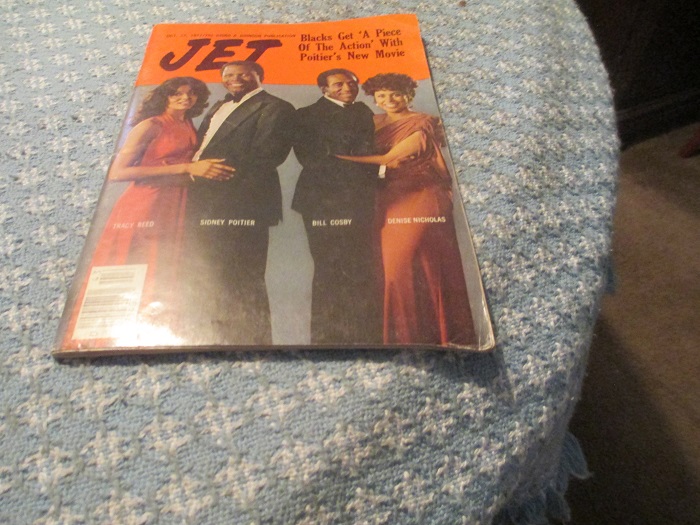 JET
Blacks Get 'A Piece
Of The Action' With
Poitier's New Movie
TRACY REED
SIDNEY POITIER
BILL COSBY
DENISE NICHOLAS